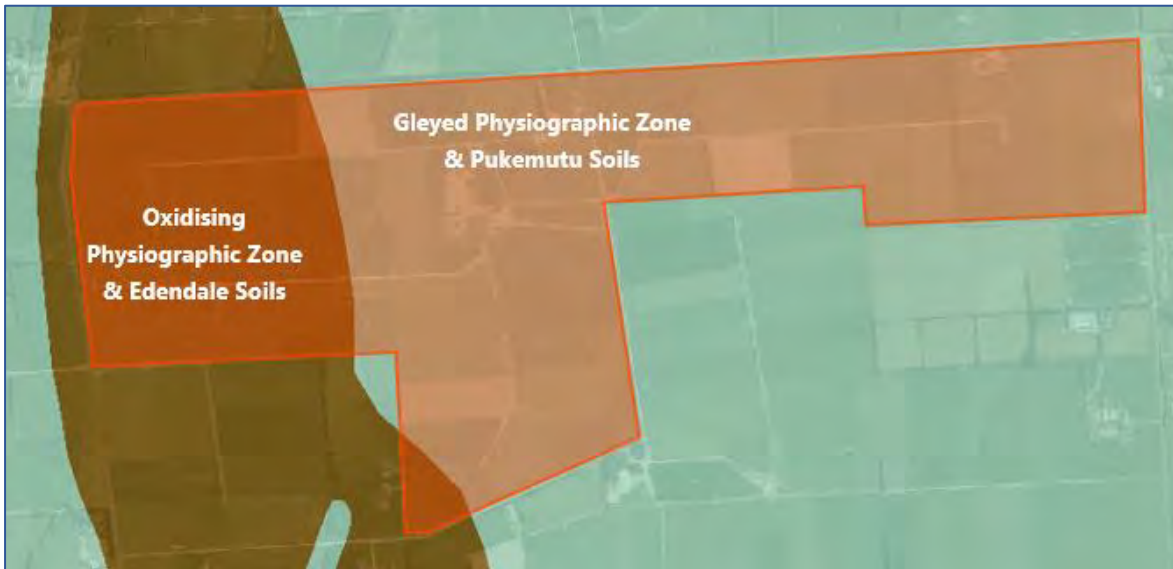 Gleyed Physiographic Zone
& Pukemutu Soils
Oxidising
Physiographic Zone
& Edendale Soils